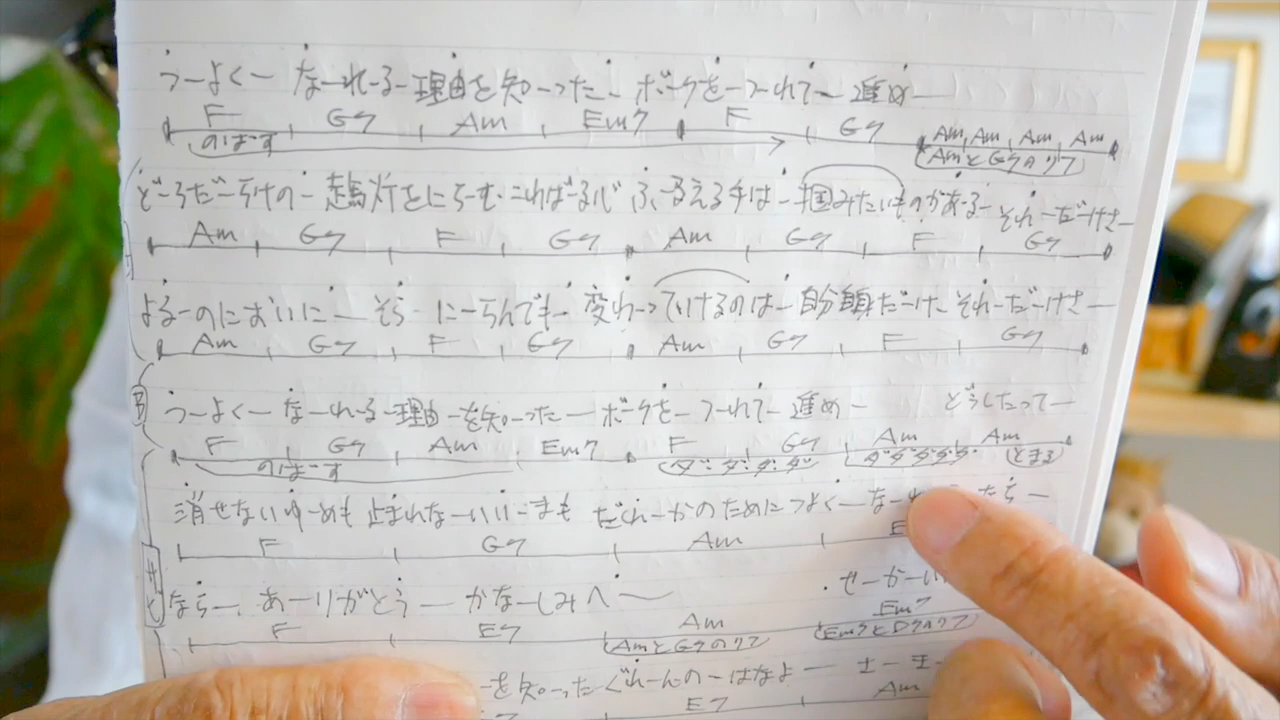 つーよくー なーれーるー理由を知ーったー ボークをーつーれてー 進めー
F G7 Am Em7 F G7 Am Am Am Am
のばす AmとG7のリフ
どーろだーらけのー走馬灯をにらーむ こわばーる心 ふーるえる手はー掴みたいものがあーるー それーだーけさー
Am G7 F G7 Am G7 F G7
よるーのにおいにー そらーにーらんでもー 変わーっていけるのはー自分自身だーけー それーだーけさー
Am G7 F G7 Am G7 F G7
B つーよくー なーれーるー理由ーを知ーったー ボークをー つーれてー 進めー どうしたってー
F G7 Am Em7 F G7 Am Am
のばーす ダ・ダ・ダ・ダ ダダダダダ・ とまる
消せないゆーめも 止まれなーいいーまも だれーかのためにつよくーなーれ たらー
サビ F G7 Am E
ならー、あーりがとうー かなーしみへー ・せーかーい
F E7 Am Em7
AmとG7のリフ Em7とD7のリフ
ーを知ーったぐれーんのーはなよー
E7 Am